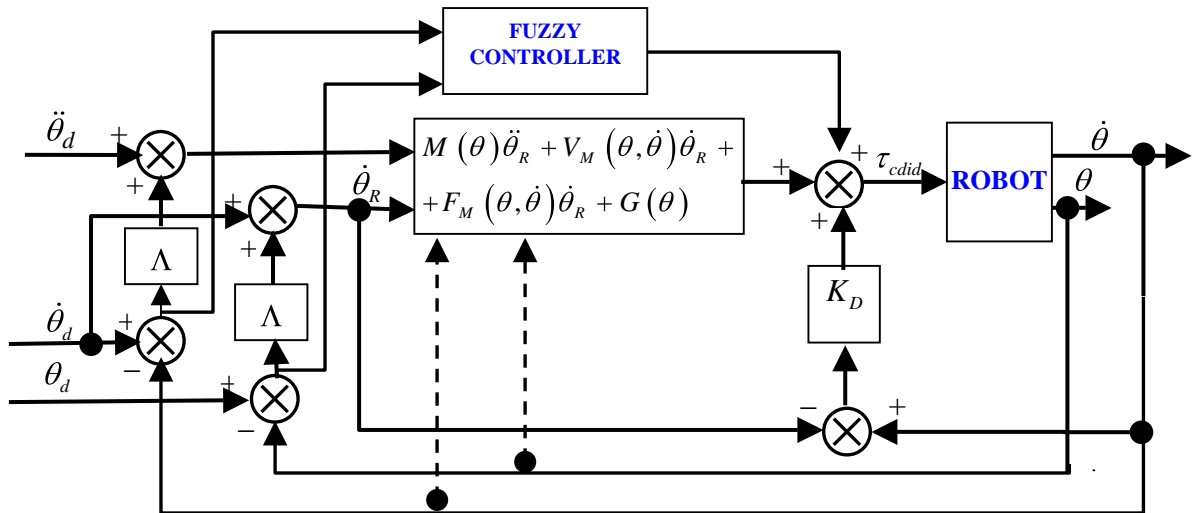 FUZZY
CONTROLLER
θ̈_d
+
+
M(θ)θ̈_R + V_M(θ,θ̇)θ̇_R +
+F_M(θ,θ̇)θ̇_R + G(θ)
θ̇_R
+
+
+
+
+
τ_cdid
ROBOT
θ̇
θ
Λ
Λ
K_D
θ̇_d
+
−
θ_d
+
−
−
+